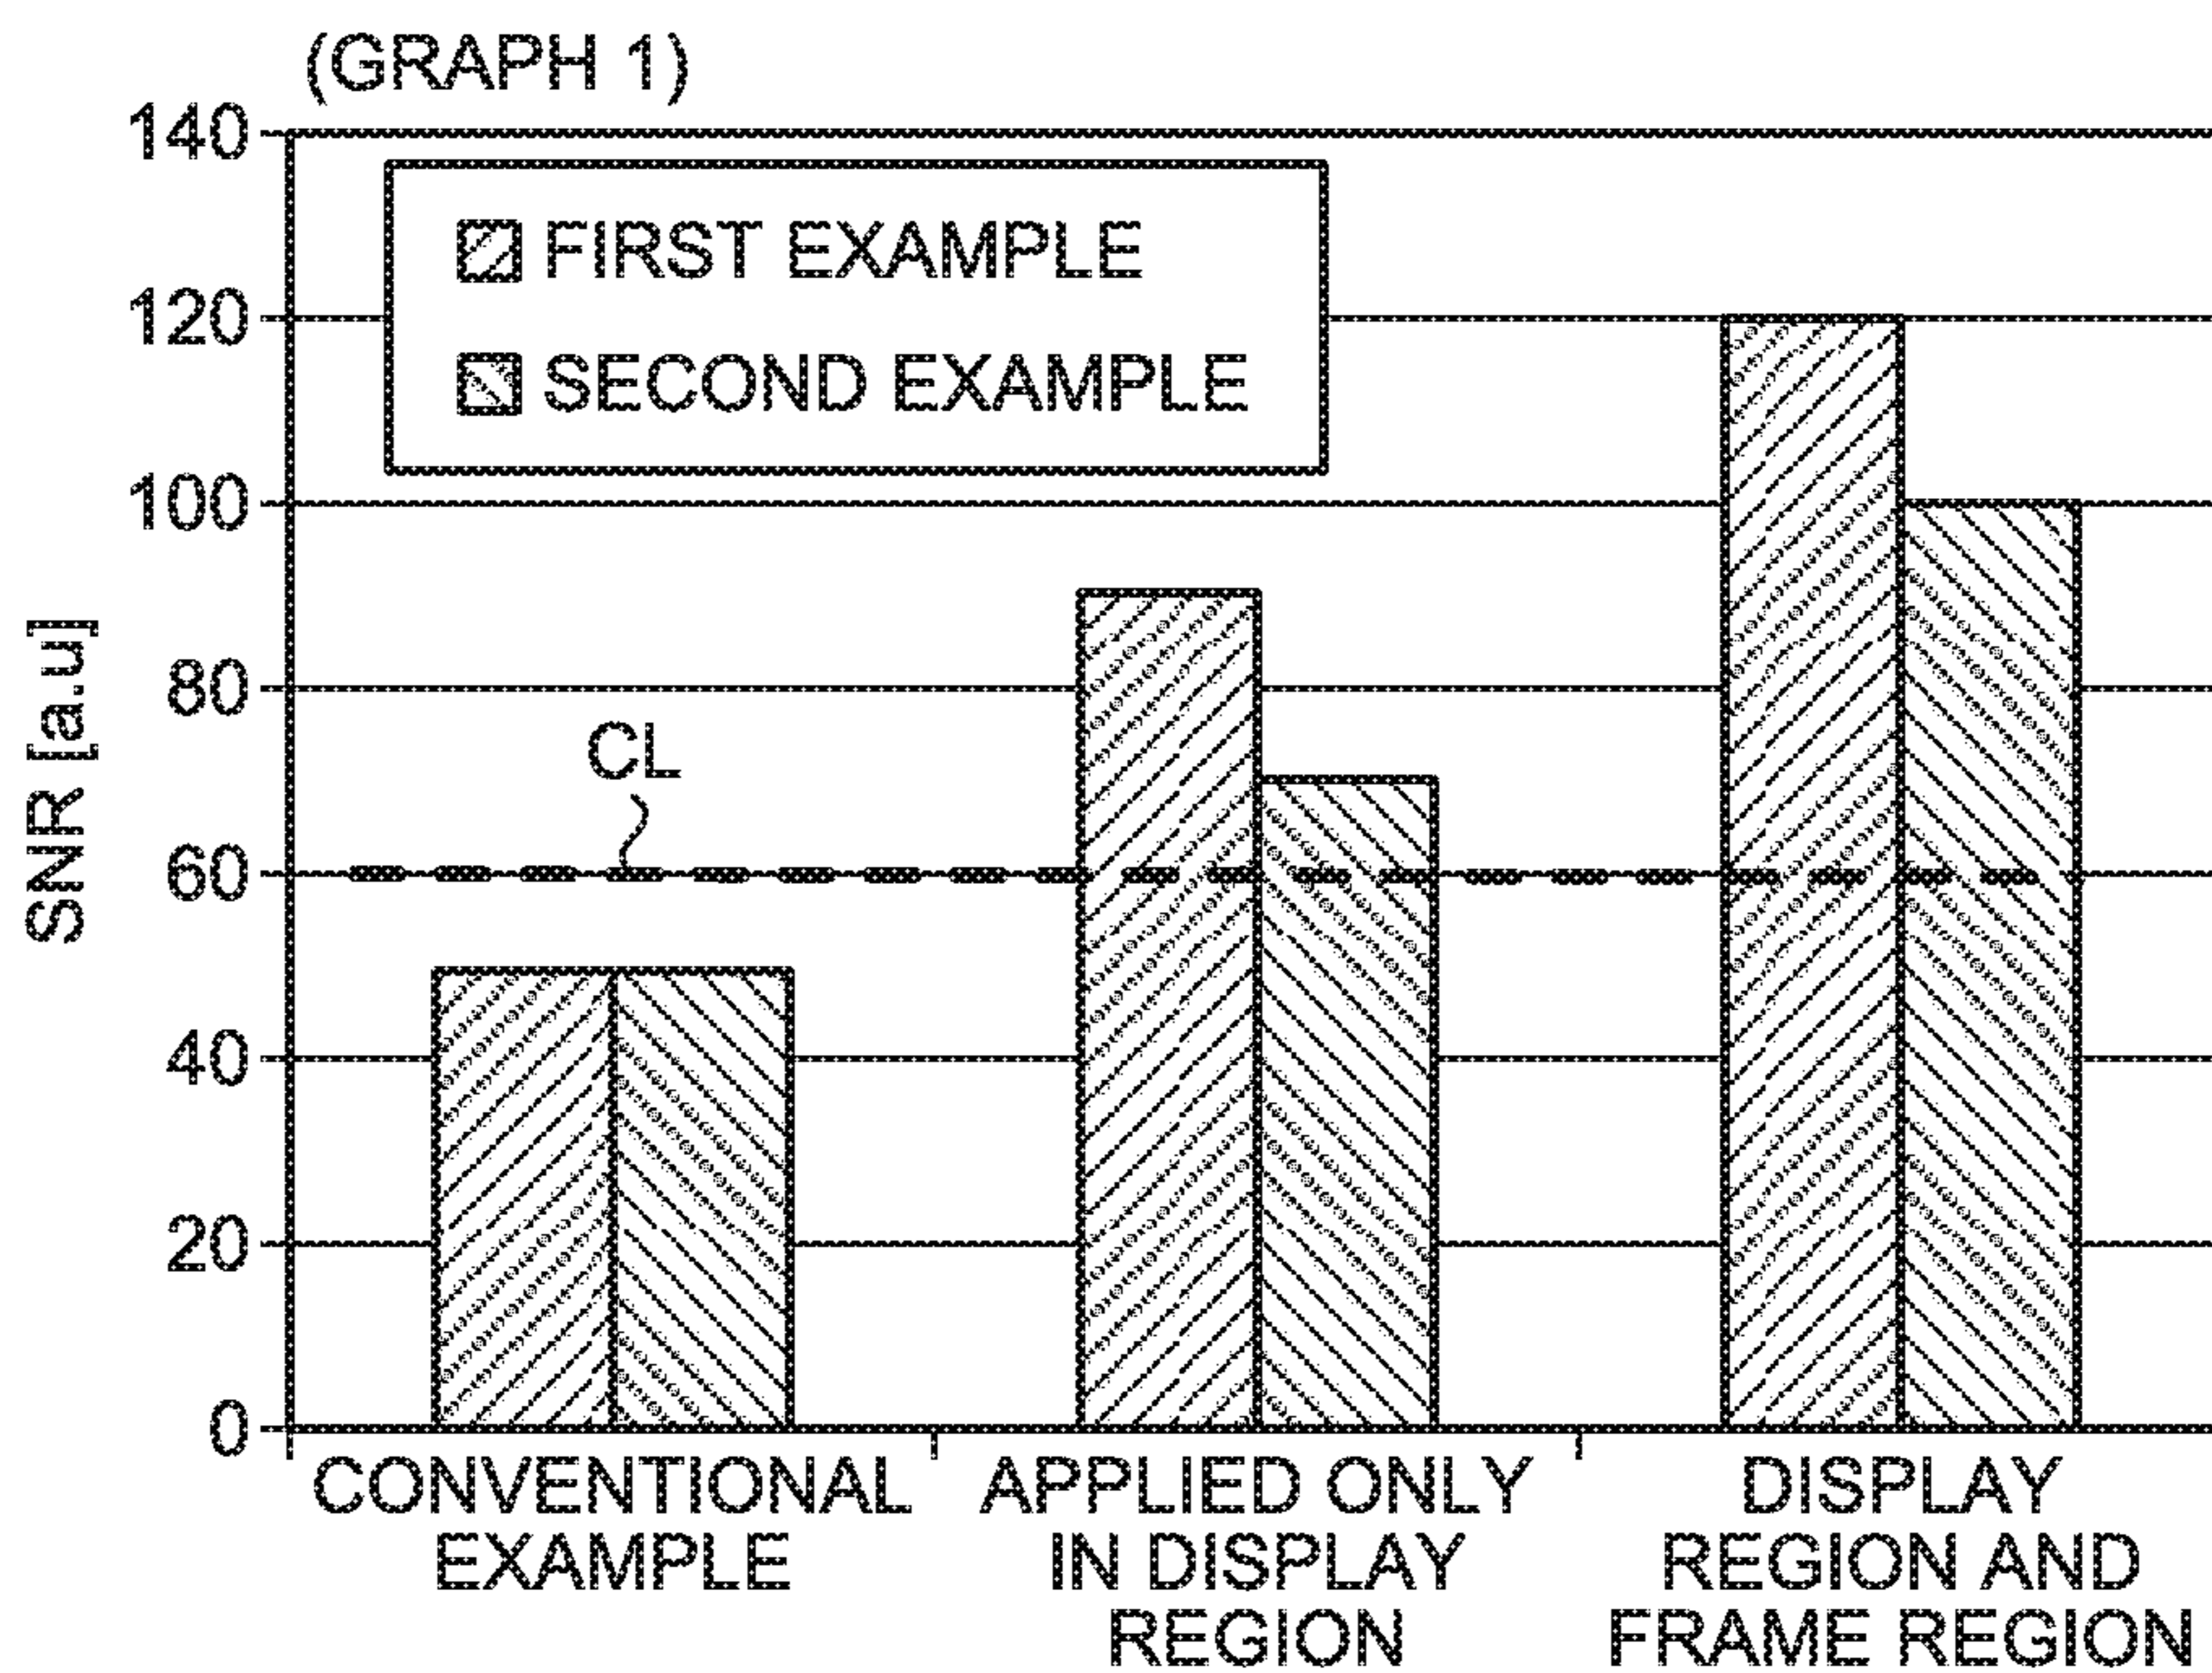 (GRAPH 1)
140
120
100
80
60
40
20
0
SNR [a.u]
FIRST EXAMPLE
SECOND EXAMPLE
CL
CONVENTIONAL
EXAMPLE
APPLIED ONLY
IN DISPLAY
REGION
DISPLAY
REGION AND
FRAME REGION